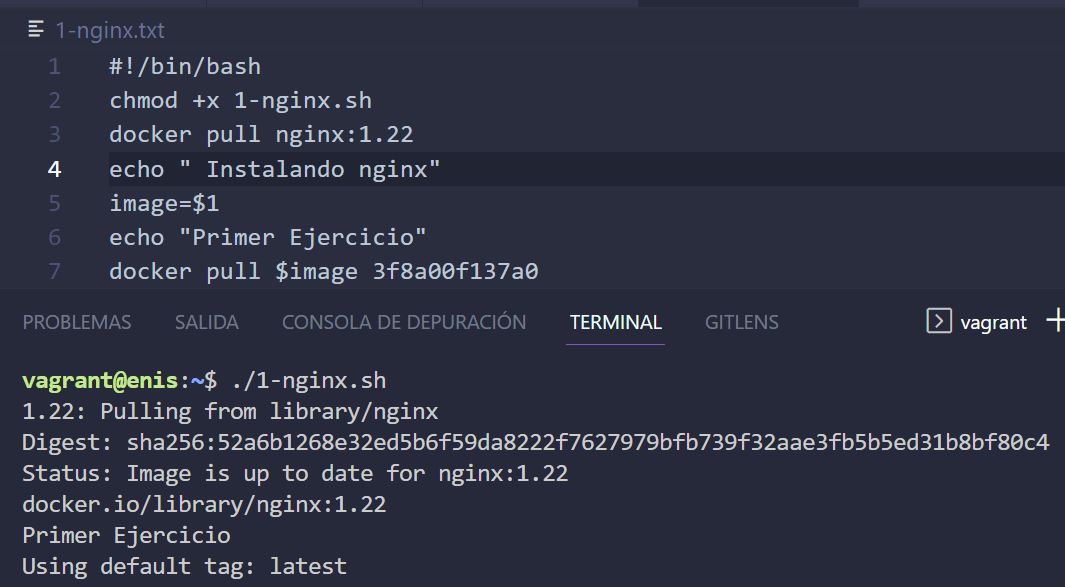 1-nginx.txt
1 #!/bin/bash
2 chmod +x 1-nginx.sh
3 docker pull nginx:1.22
4 echo " Instalando nginx"
5 image=$1
6 echo "Primer Ejercicio"
7 docker pull $image 3f8a00f137a0
PROBLEMAS SALIDA CONSOLA DE DEPURACIÓN TERMINAL GITLENS vagrant
vagrant@enis:~$ ./1-nginx.sh
1.22: Pulling from library/nginx
Digest: sha256:52a6b1268e32ed5b6f59da8222f7627979bfb739f32aae3fb5b5ed31b8bf80c4
Status: Image is up to date for nginx:1.22
docker.io/library/nginx:1.22
Primer Ejercicio
Using default tag: latest